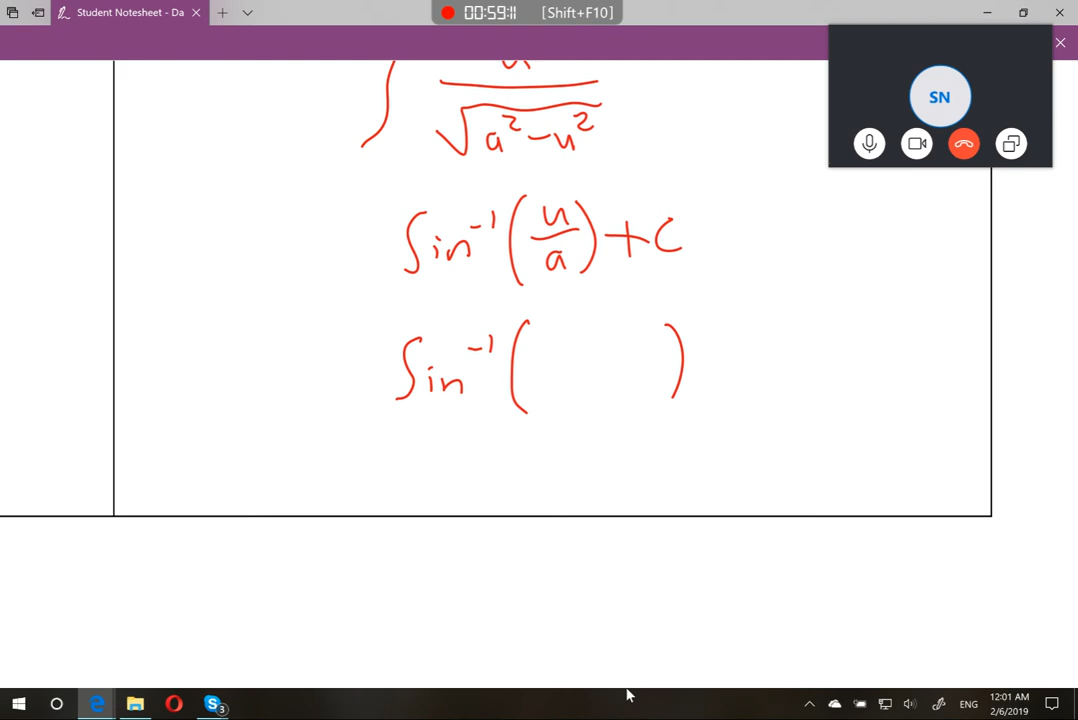 Student Notesheet - Da
00:59:11 [Shift+F10]
SN
∫ / √(a² - u²)
Sin⁻¹ (u/a) + C
Sin⁻¹ ( )
3
ENG
12:01 AM
2/6/2019